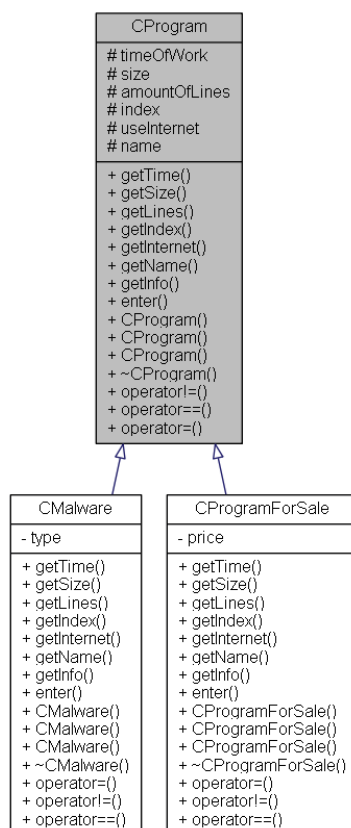 CProgram
# timeOfWork
# size
# amountOfLines
# index
# useInternet
# name
+ getTime()
+ getSize()
+ getLines()
+ getIndex()
+ getInternet()
+ getName()
+ getInfo()
+ enter()
+ CProgram()
+ CProgram()
+ CProgram()
+ ~CProgram()
+ operator!=()
+ operator==()
+ operator=()
CMalware
- type
+ getTime()
+ getSize()
+ getLines()
+ getIndex()
+ getInternet()
+ getName()
+ getInfo()
+ enter()
+ CMalware()
+ CMalware()
+ CMalware()
+ ~CMalware()
+ operator=()
+ operator!=()
+ operator==()
CProgramForSale
- price
+ getTime()
+ getSize()
+ getLines()
+ getIndex()
+ getInternet()
+ getName()
+ getInfo()
+ enter()
+ CProgramForSale()
+ CProgramForSale()
+ CProgramForSale()
+ ~CProgramForSale()
+ operator=()
+ operator!=()
+ operator==()